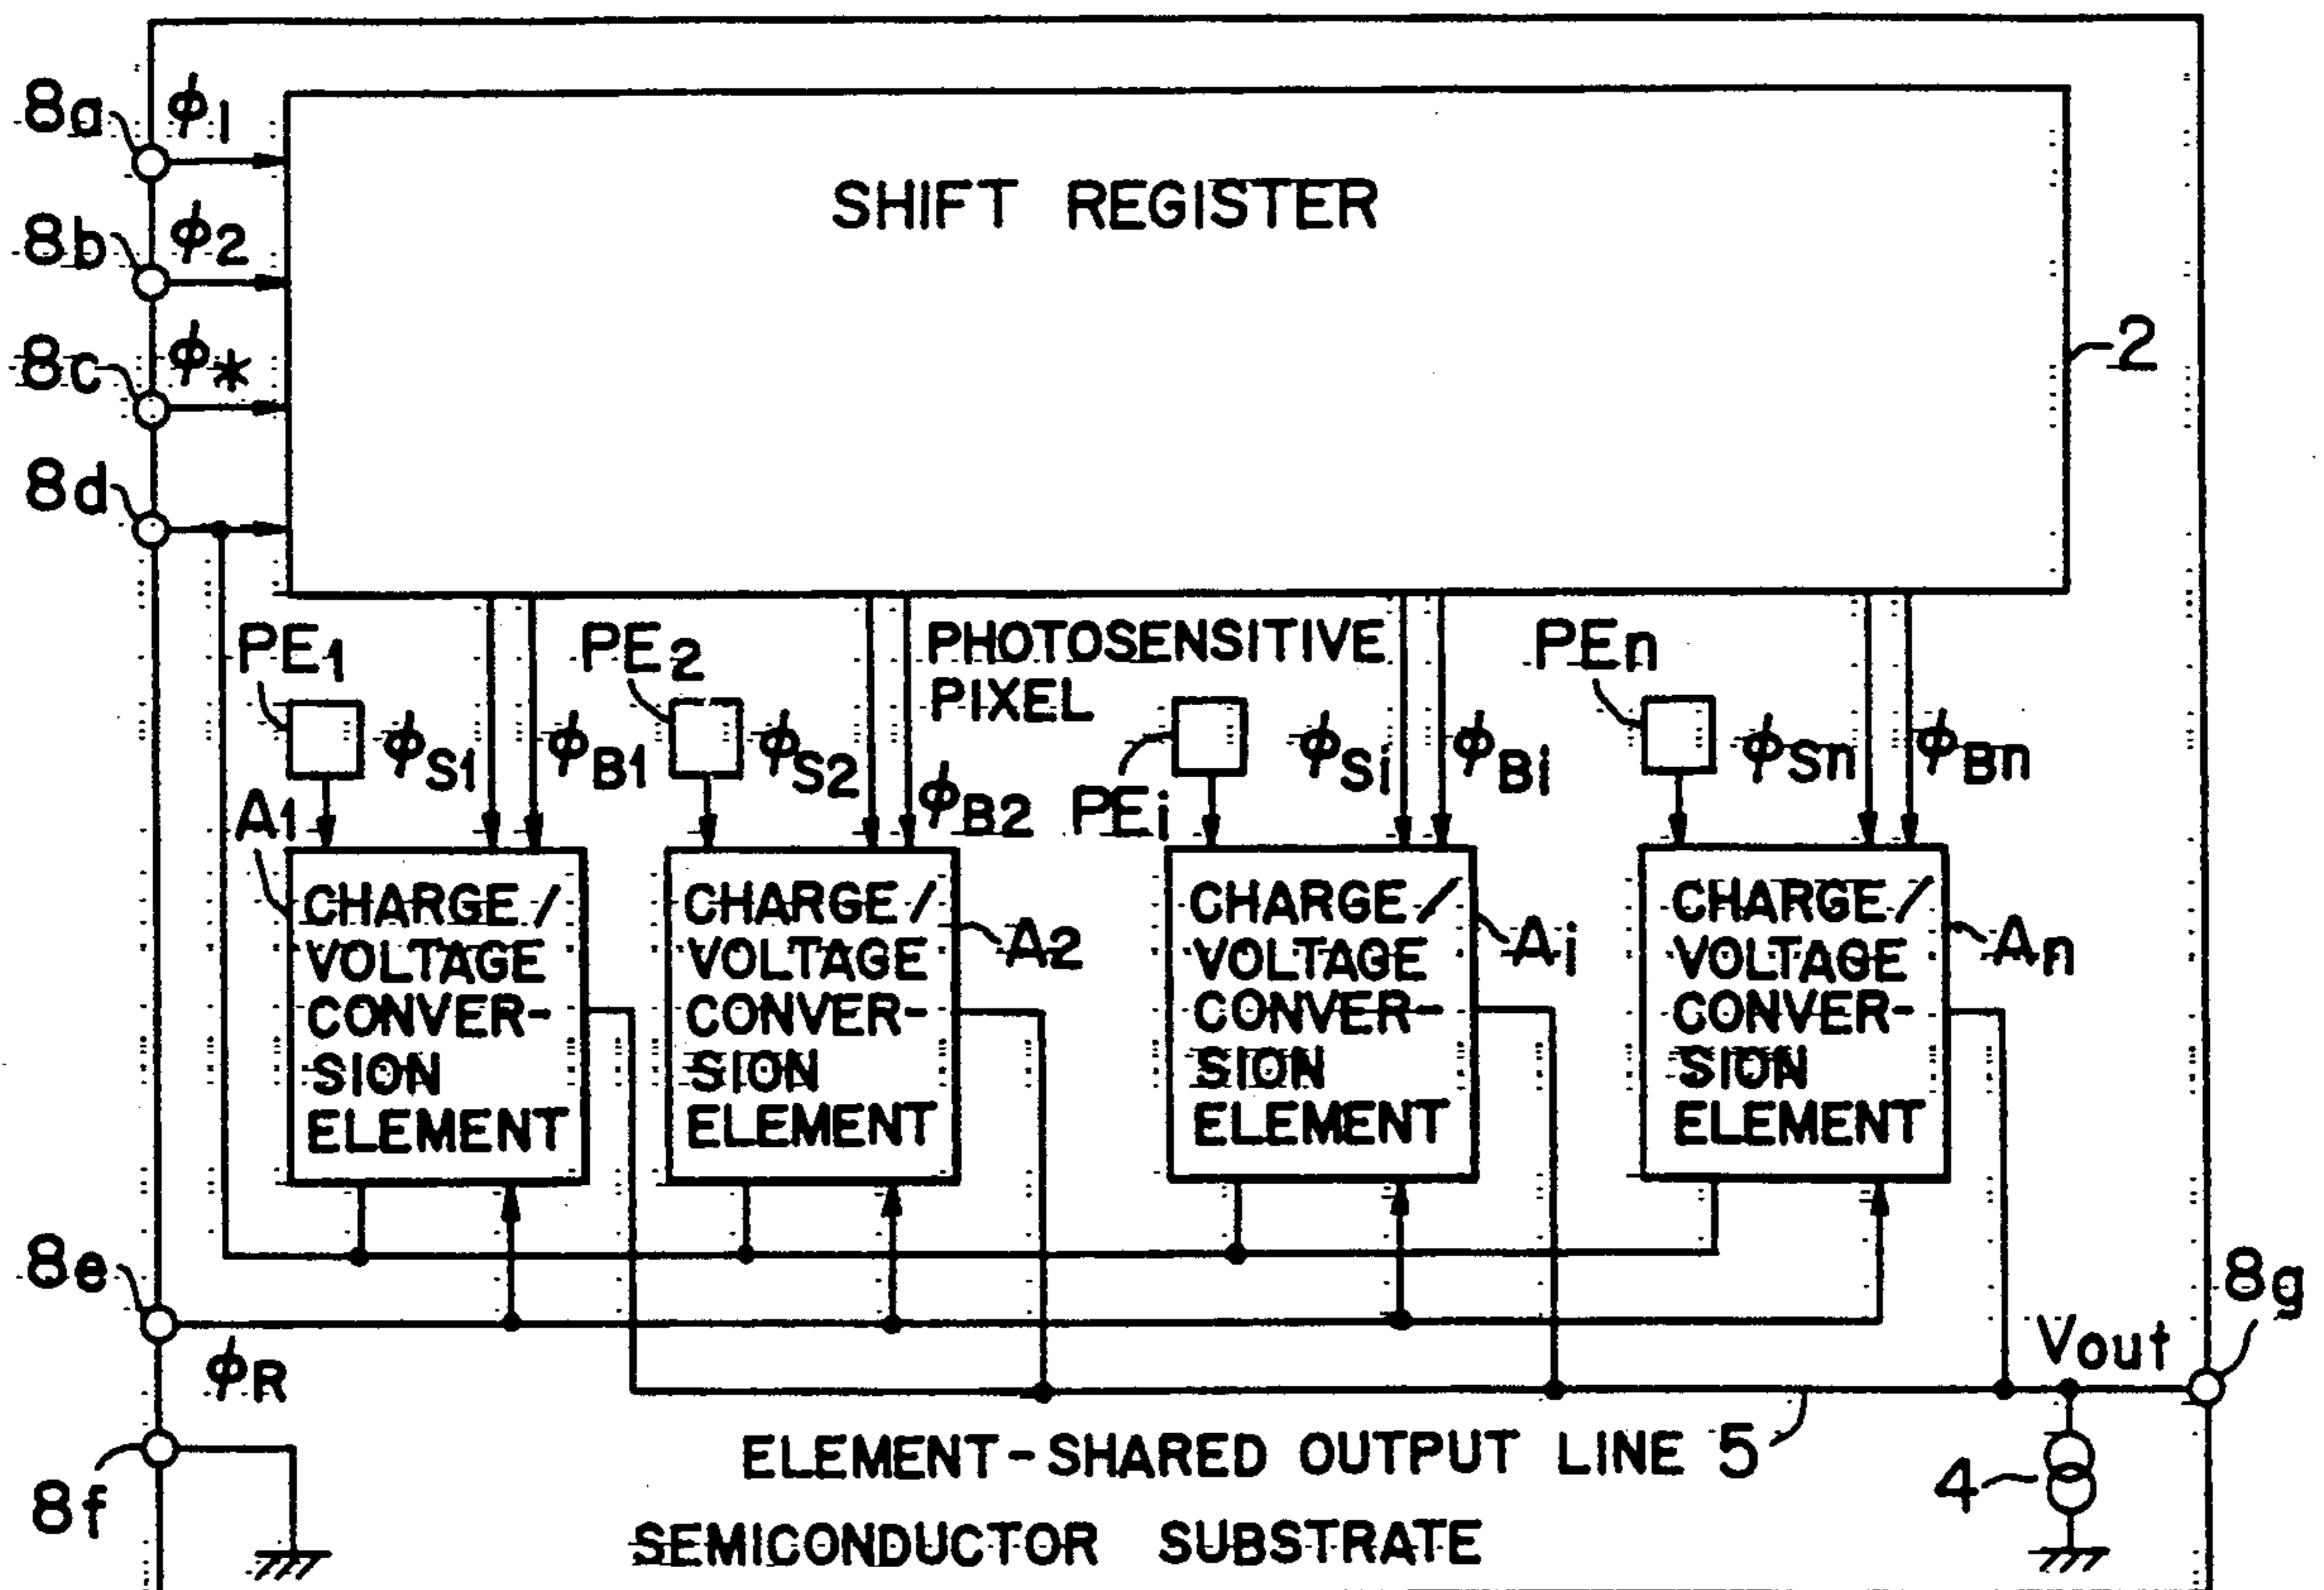 8a
ϕ1
SHIFT REGISTER
8b
ϕ2
8c
ϕ*
2
8d
PE1
PE2
PHOTOSENSITIVE
PIXEL
PEn
ϕS1
ϕB1
ϕS2
ϕB2
PEi
ϕSi
ϕBi
ϕSn
ϕBn
A1
CHARGE/
VOLTAGE
CONVER-
SION
ELEMENT
CHARGE/
VOLTAGE
CONVER-
SION
ELEMENT
A2
CHARGE/
VOLTAGE
CONVER-
SION
ELEMENT
Ai
CHARGE/
VOLTAGE
CONVER-
SION
ELEMENT
An
8e
ϕR
8g
Vout
ELEMENT-SHARED OUTPUT LINE 5
4
8f
SEMICONDUCTOR SUBSTRATE